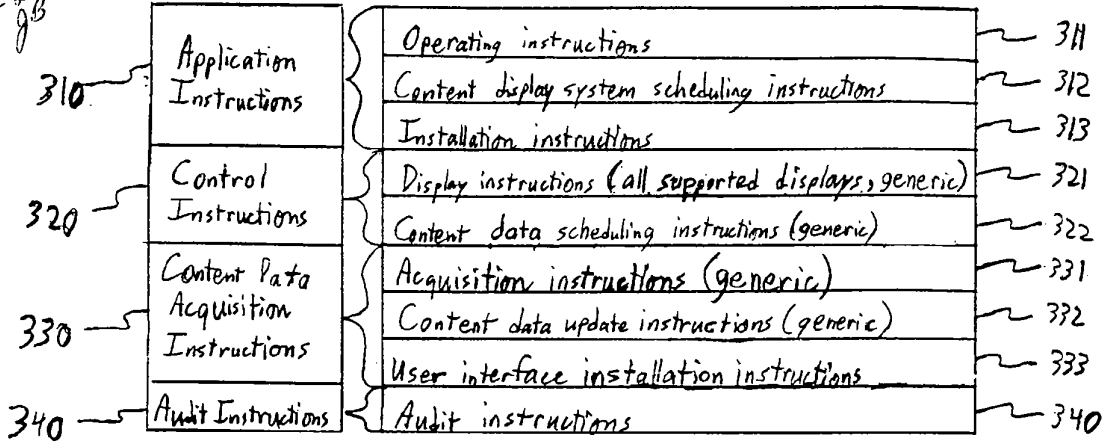 310
Application
Instructions
Operating instructions
311
Content display system scheduling instructions
312
Installation instructions
313
320
Control
Instructions
Display instructions (all supported displays, generic)
321
Content data scheduling instructions (generic)
322
330
Content Data
Acquisition
Instructions
Acquisition instructions (generic)
331
Content data update instructions (generic)
332
User interface installation instructions
333
340
Audit Instructions
Audit instructions
340